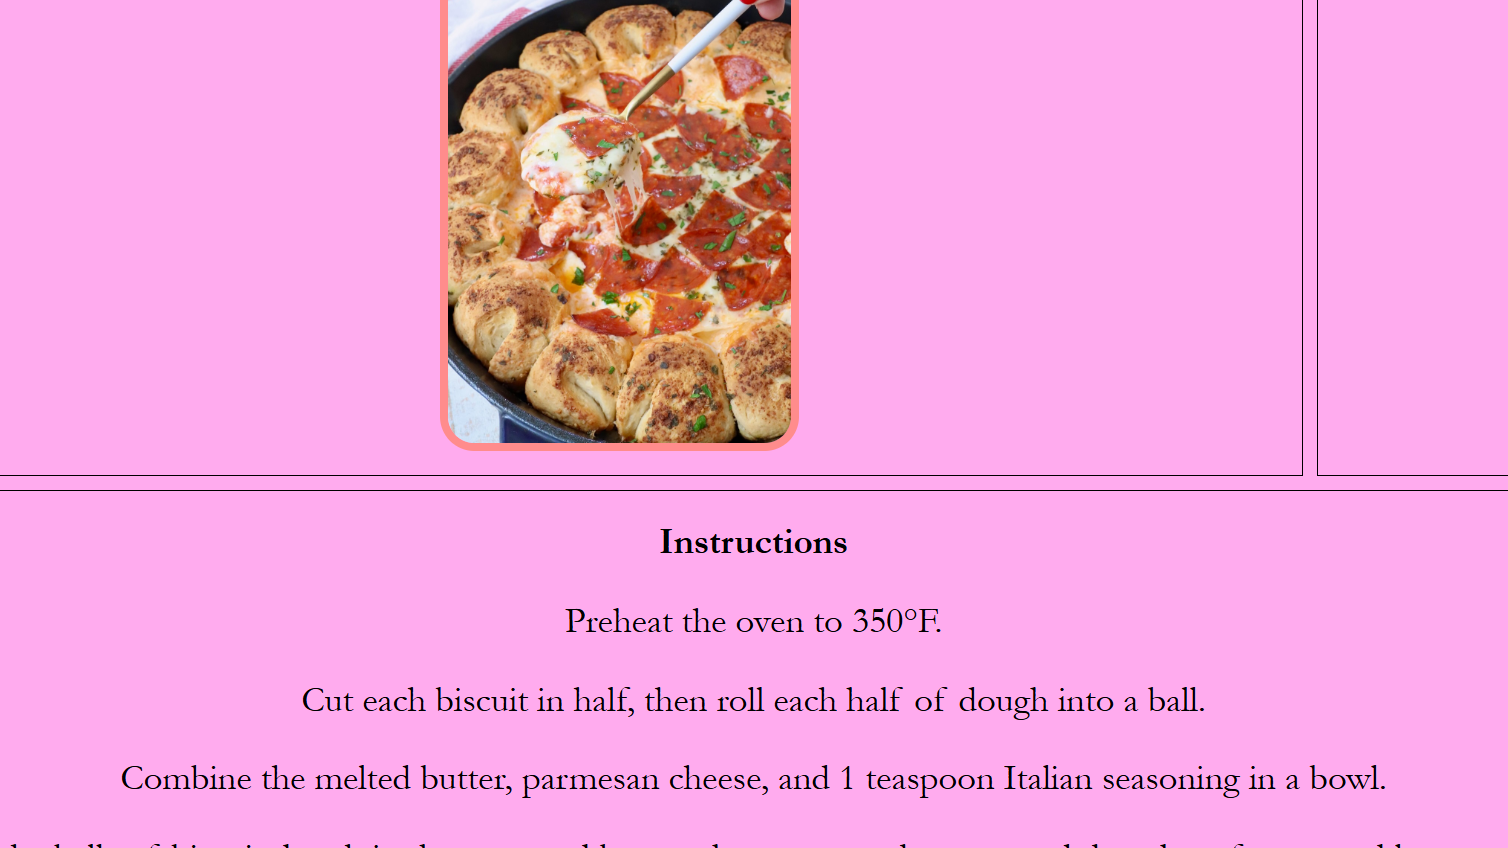 Instructions
Preheat the oven to 350°F.
Cut each biscuit in half, then roll each half of dough into a ball.
Combine the melted butter, parmesan cheese, and 1 teaspoon Italian seasoning in a bowl.